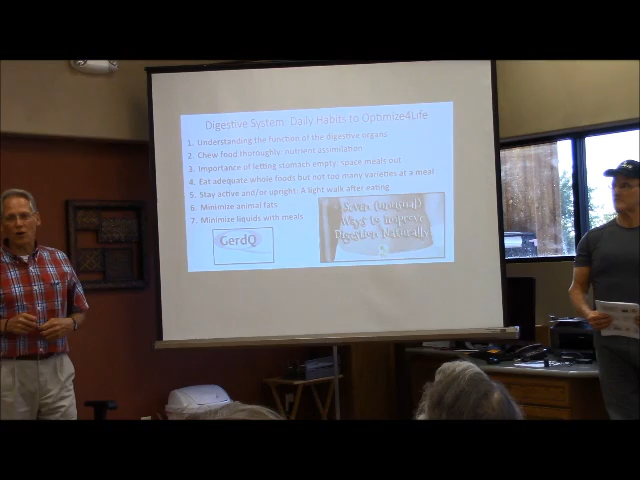 Digestive System: Daily Habits to Optimize4Life
1. Understanding the function of the digestive organs
2. Chew food thoroughly: nutrient assimilation
3. Importance of letting stomach empty: space meals out
4. Eat adequate whole foods but not too many varieties at a meal
5. Stay active and/or upright: A light walk after eating
6. Minimize animal fats
7. Minimize liquids with meals
GerdQ
Seven (unusual)
Ways to Improve
Digestion Naturally